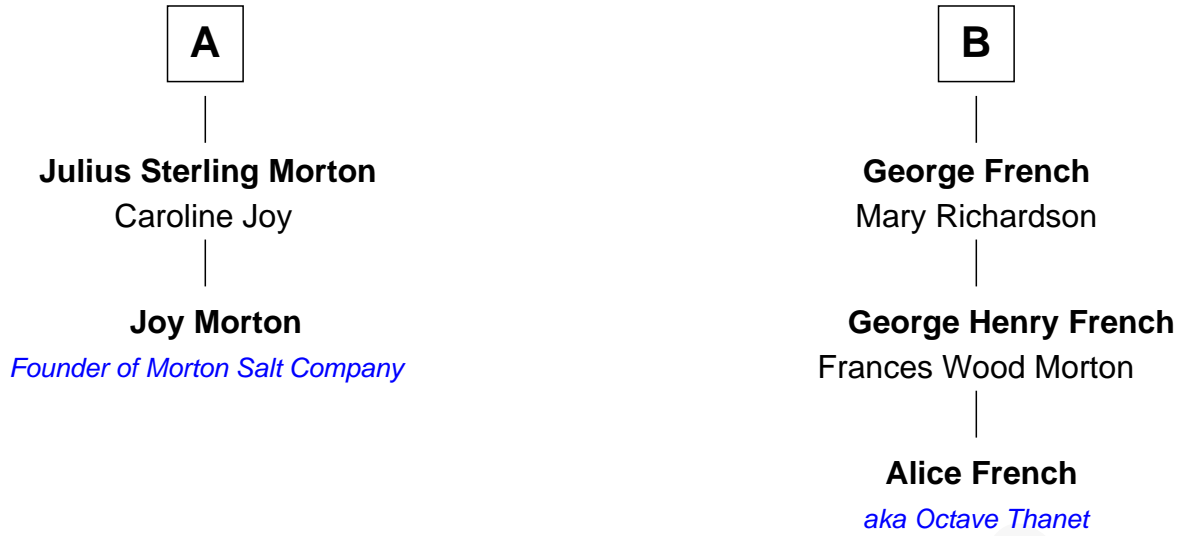 A
Julius Sterling Morton
Caroline Joy
Joy Morton
Founder of Morton Salt Company
B
George French
Mary Richardson
George Henry French
Frances Wood Morton
Alice French
aka Octave Thanet